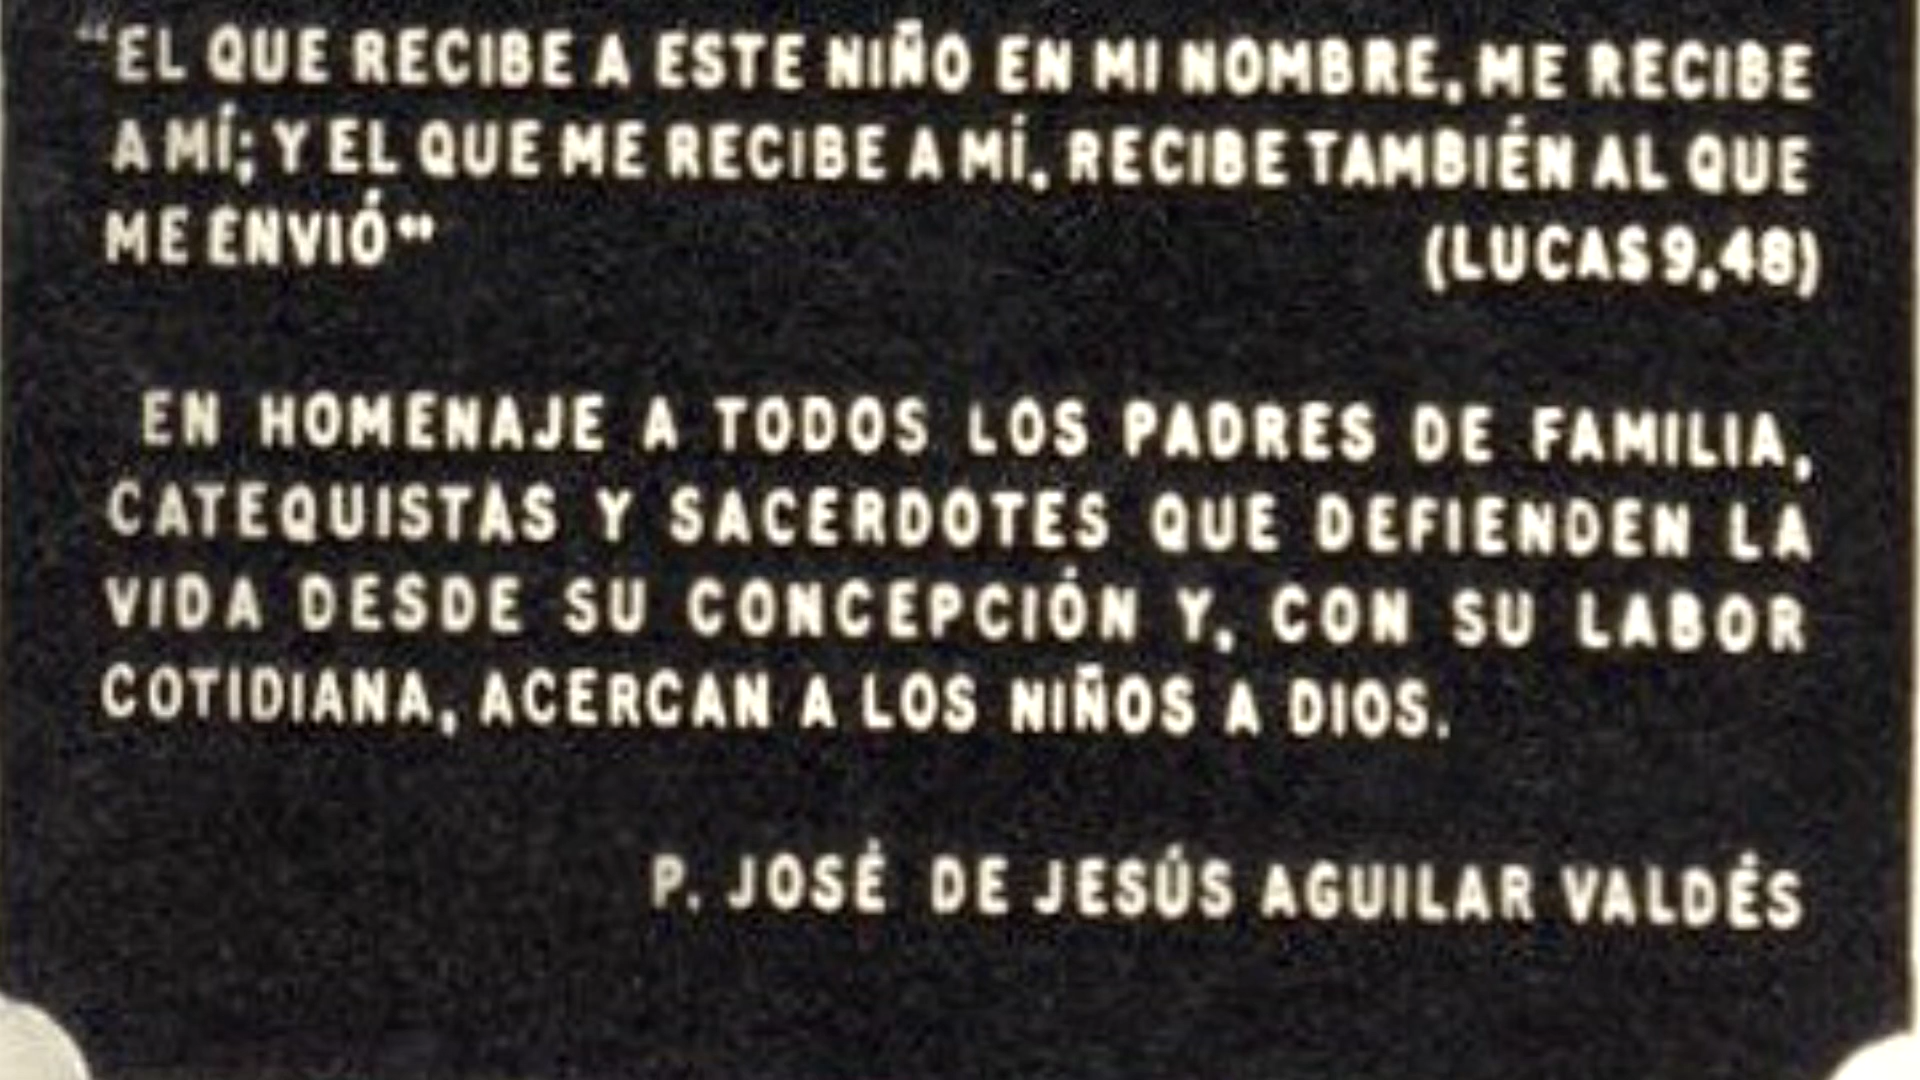 “EL QUE RECIBE A ESTE NIÑO EN MI NOMBRE, ME RECIBE
A MÍ; Y EL QUE ME RECIBE A MÍ, RECIBE TAMBIÉN AL QUE
ME ENVIÓ”
(LUCAS 9,48)
EN HOMENAJE A TODOS LOS PADRES DE FAMILIA,
CATEQUISTAS Y SACERDOTES QUE DEFIENDEN LA
VIDA DESDE SU CONCEPCIÓN Y, CON SU LABOR
COTIDIANA, ACERCAN A LOS NIÑOS A DIOS.
P. JOSÉ DE JESÚS AGUILAR VALDÉS